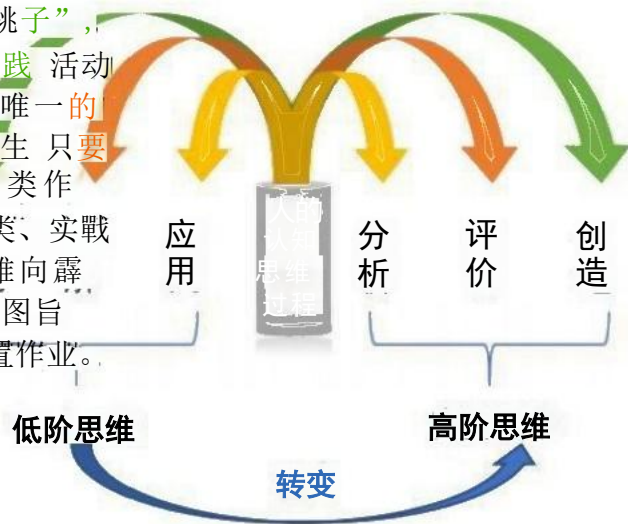 桃子”,
践 活动
唯一的
生 只要
类作
类、实戰
维向霹
图旨
置作业。
应用
人的
认知
思维
过程
分析
评价
创造
低阶思维
高阶思维
转变